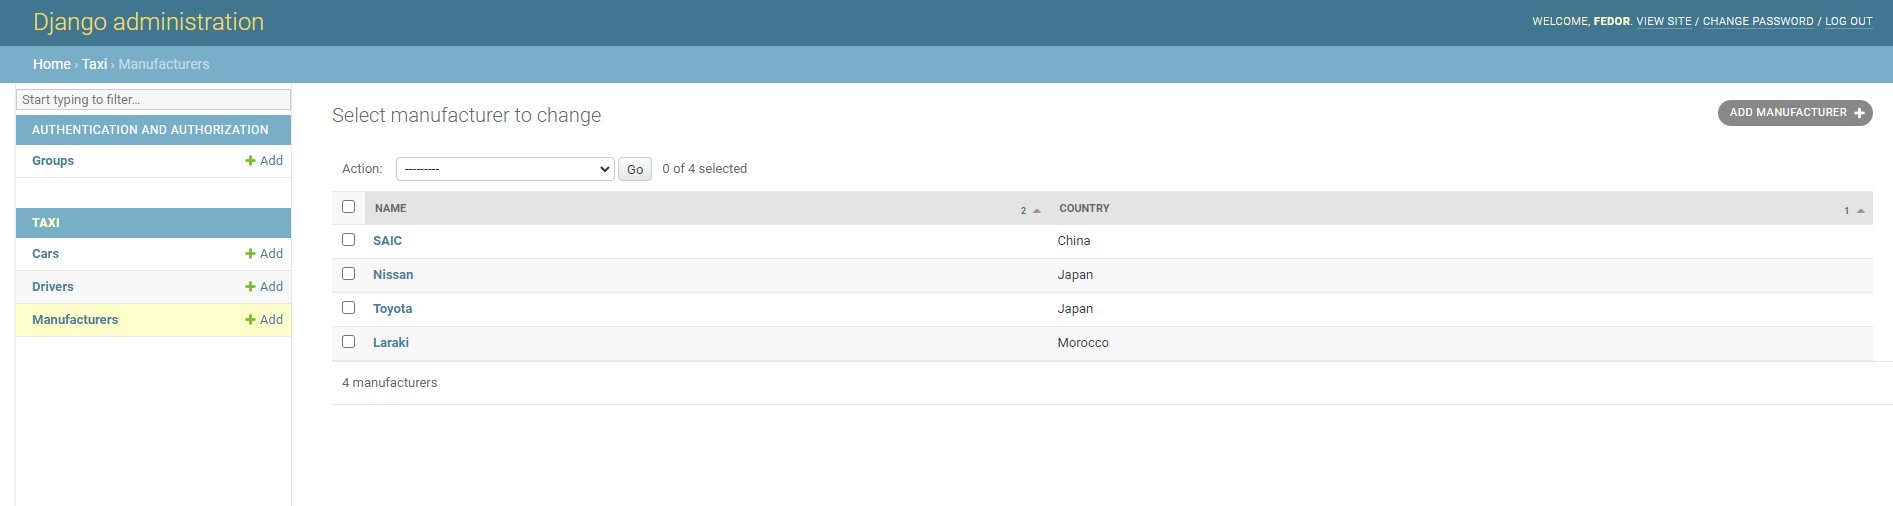 Django administration
WELCOME, FEDOR. VIEW SITE / CHANGE PASSWORD / LOG OUT
Home › Taxi › Manufacturers
Start typing to filter...
AUTHENTICATION AND AUTHORIZATION
Groups + Add
TAXI
Cars + Add
Drivers + Add
Manufacturers + Add
Select manufacturer to change
ADD MANUFACTURER +
Action: --------- Go 0 of 4 selected
NAME 2 COUNTRY 1
SAIC China
Nissan Japan
Toyota Japan
Laraki Morocco
4 manufacturers